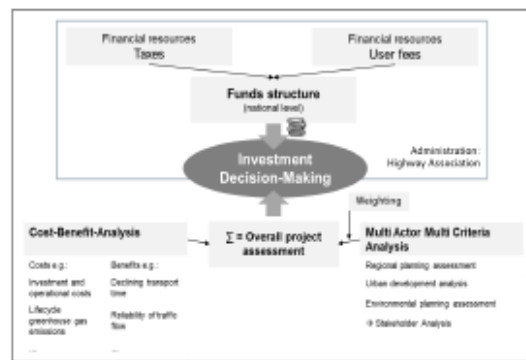 Financial resources
Taxes
Financial resources
User fees
Funds structure
(national level)
Administration:
Highway Association
Investment
Decision-Making
Weighting
Cost-Benefit-Analysis
∑ = Overall project
assessment
Multi Actor Multi Criteria
Analysis
Costs e.g.:
Investment and
operational costs
Lifecycle
greenhouse gas
emissions
...
Benefits e.g.:
Declining transport
time
Reliability of traffic
flow
...
Regional planning assessment
Urban development analysis
Environmental planning assessment
→ Stakeholder Analysis